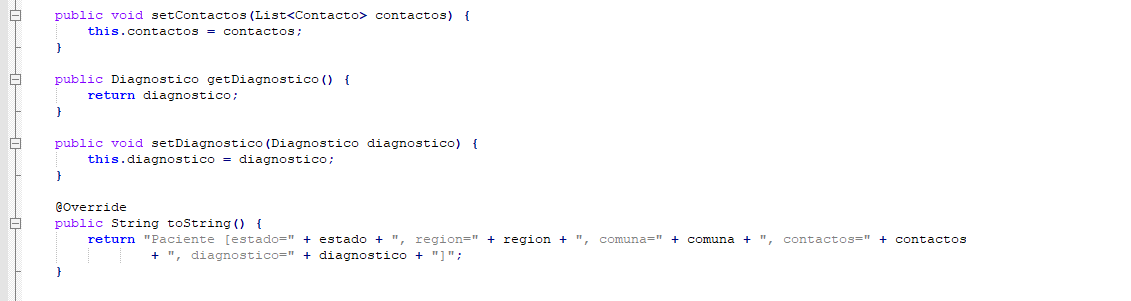 public void setContactos(List<Contacto> contactos) {
this.contactos = contactos;
}
public Diagnostico getDiagnostico() {
return diagnostico;
}
public void setDiagnostico(Diagnostico diagnostico) {
this.diagnostico = diagnostico;
}
@Override
public String toString() {
return "Paciente [estado=" + estado + ", region=" + region + ", comuna=" + comuna + ", contactos=" + contactos
+ ", diagnostico=" + diagnostico + "]";
}